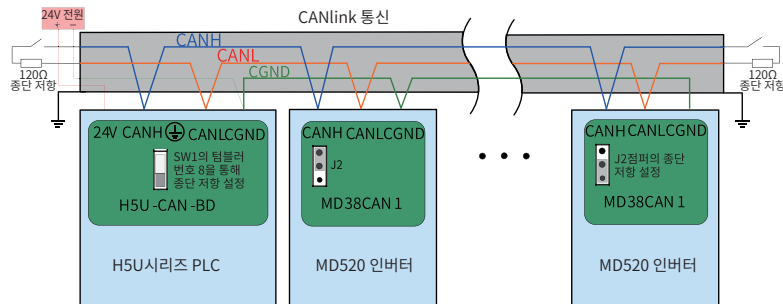 24V 전원
+ −
CANlink 통신
CANH
CANL
CGND
120Ω
종단 저항
120Ω
종단 저항
24V CANH CANLCGND
SW1의 텀블러
번호 8을 통해
종단 저항 설정
H5U -CAN -BD
H5U시리즈 PLC
CANH CANLCGND
J2
MD38CAN 1
MD520 인버터
• • •
CANH CANLCGND
J2점퍼의 종단
저항 설정
MD38CAN 1
MD520 인버터